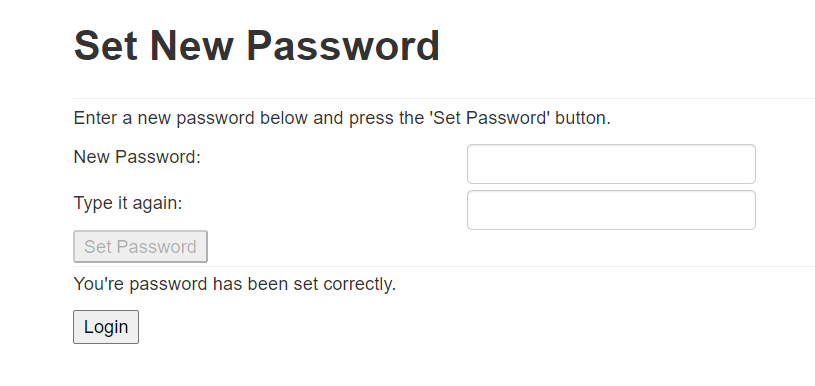 Set New Password
Enter a new password below and press the 'Set Password' button.
New Password:
Type it again:
Set Password
You're password has been set correctly.
Login